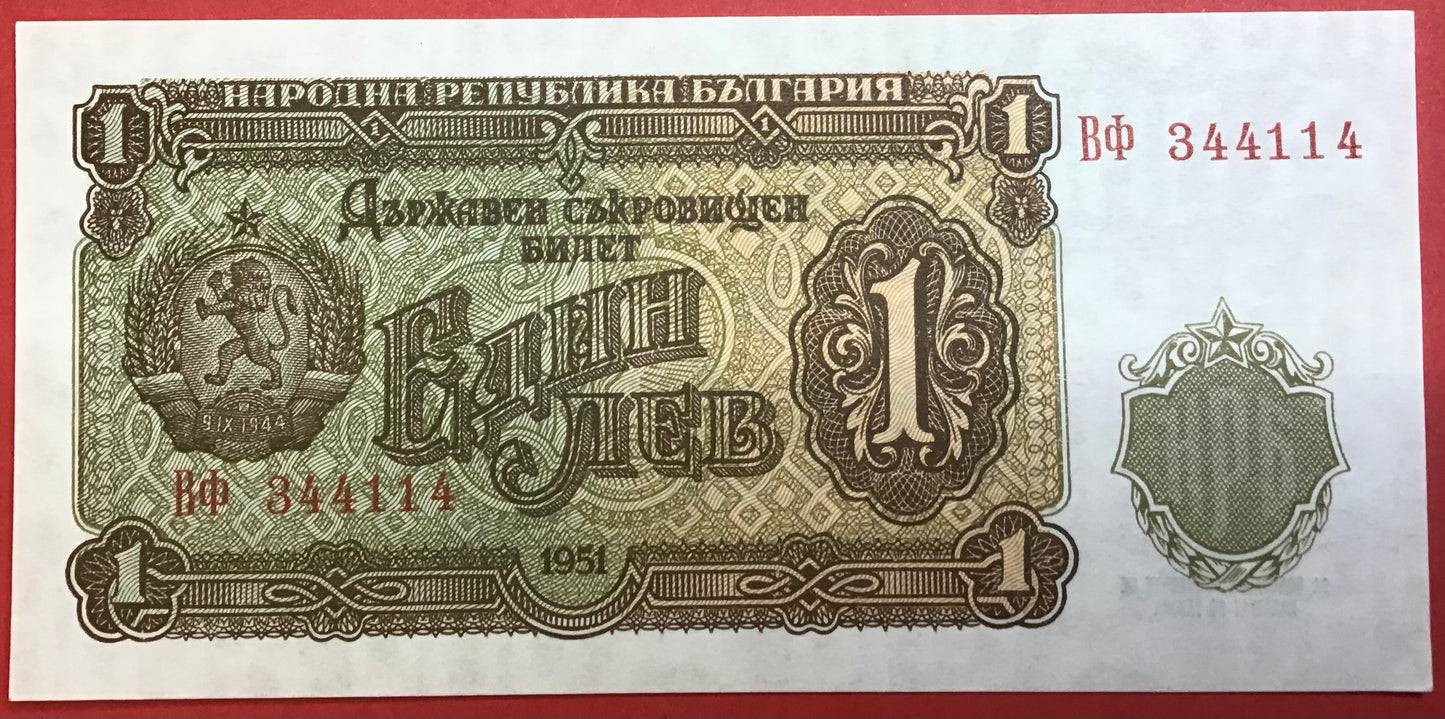 НАРОДНА РЕПУБЛИКА БЪЛГАРИЯ
1
1
1
1
ВФ 344114
ДЪРЖАВЕН СЪКРОВИЩЕН
БИЛЕТ
ЕДИН
ЛЕВ
1
9 IX 1944
ВФ 344114
1
1951
1